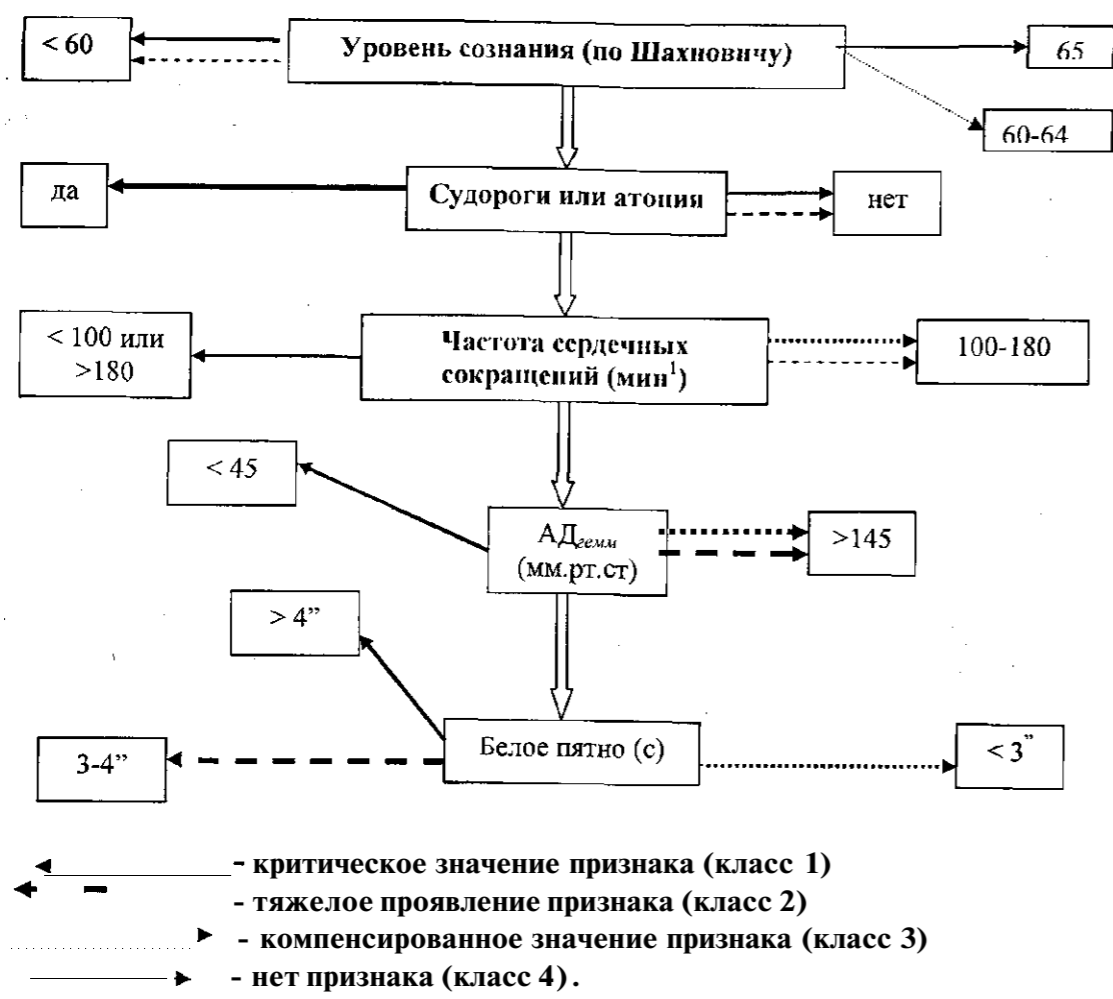 < 60
Уровень сознания (по Шахновичу)
65
60-64
да
Судороги или атопия
нет
< 100 или
>180
Частота сердечных
сокращений (мин¹)
100-180
< 45
АДгемм
(мм.рт.ст)
>145
> 4”
Белое пятно (с)
3-4”
< 3”
- критическое значение признака (класс 1)
- тяжелое проявление признака (класс 2)
- компенсированное значение признака (класс 3)
- нет признака (класс 4).